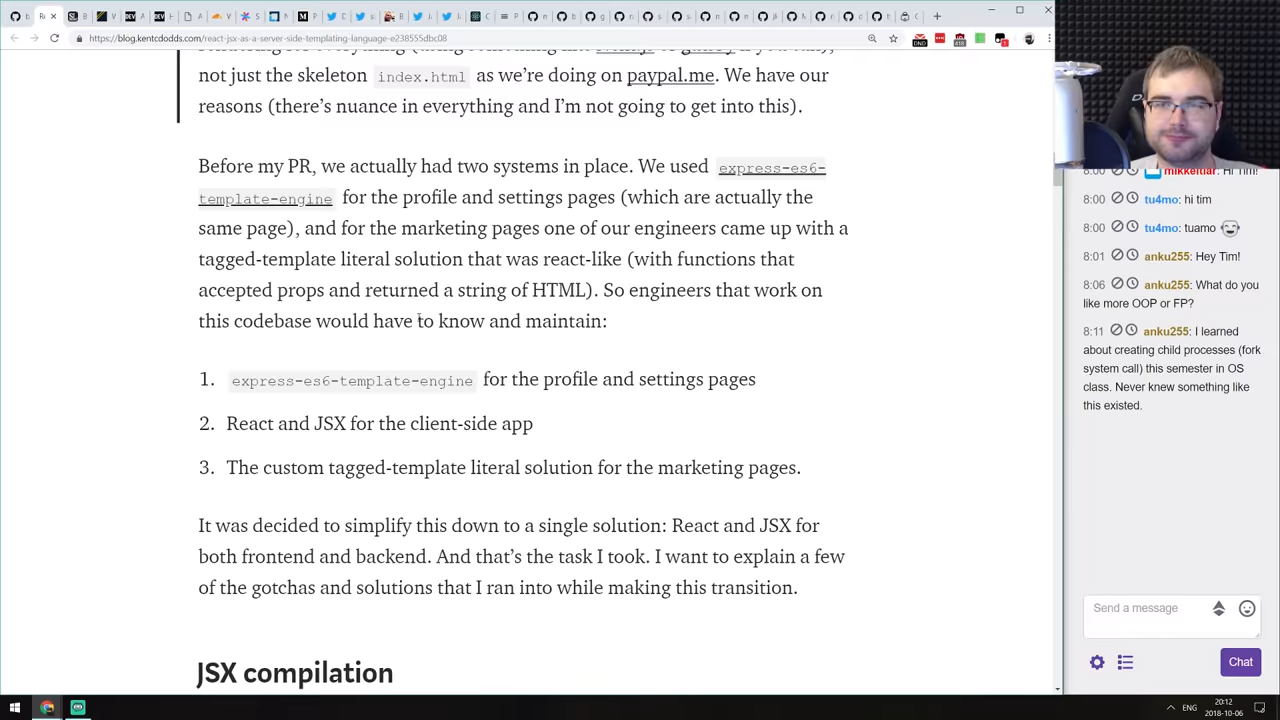 https://blog.kentcdodds.com/react-jsx-as-a-server-side-templating-language-e238555dbc08
not just the skeleton index.html as we're doing on paypal.me. We have our
reasons (there's nuance in everything and I'm not going to get into this).
Before my PR, we actually had two systems in place. We used express-es6-
template-engine for the profile and settings pages (which are actually the
same page), and for the marketing pages one of our engineers came up with a
tagged-template literal solution that was react-like (with functions that
accepted props and returned a string of HTML). So engineers that work on
this codebase would have to know and maintain:
1. express-es6-template-engine for the profile and settings pages
2. React and JSX for the client-side app
3. The custom tagged-template literal solution for the marketing pages.
It was decided to simplify this down to a single solution: React and JSX for
both frontend and backend. And that's the task I took. I want to explain a few
of the gotchas and solutions that I ran into while making this transition.
JSX compilation
8:00 mikkeltiar: Hi Tim!
8:00 tu4mo: hi tim
8:00 tu4mo: tuamo
8:01 anku255: Hey Tim!
8:06 anku255: What do you
like more OOP or FP?
8:11 anku255: I learned
about creating child processes (fork
system call) this semester in OS
class. Never knew something like
this existed.
Send a message
Chat
ENG
20:12
2018-10-06